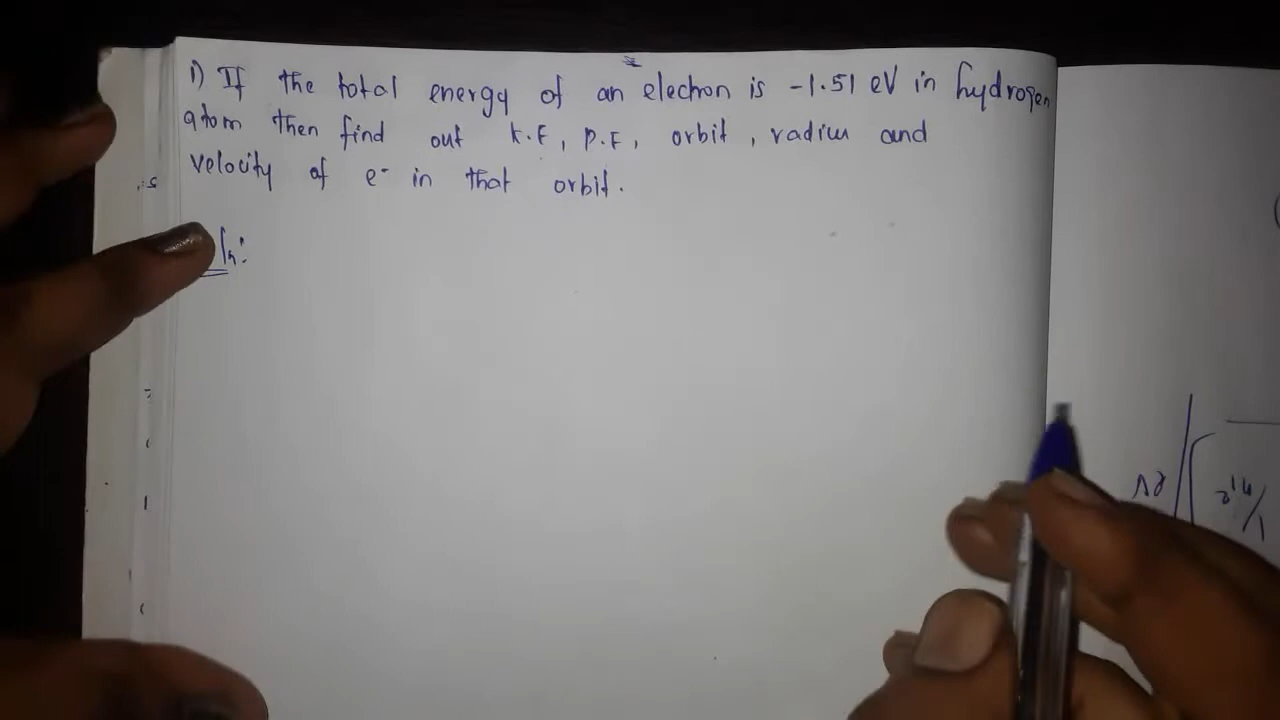 1) If the total energy of an electron is -1.51 eV in hydrogen
atom then find out K.E, P.E, orbit, radius and
velocity of e- in that orbit.
ln: